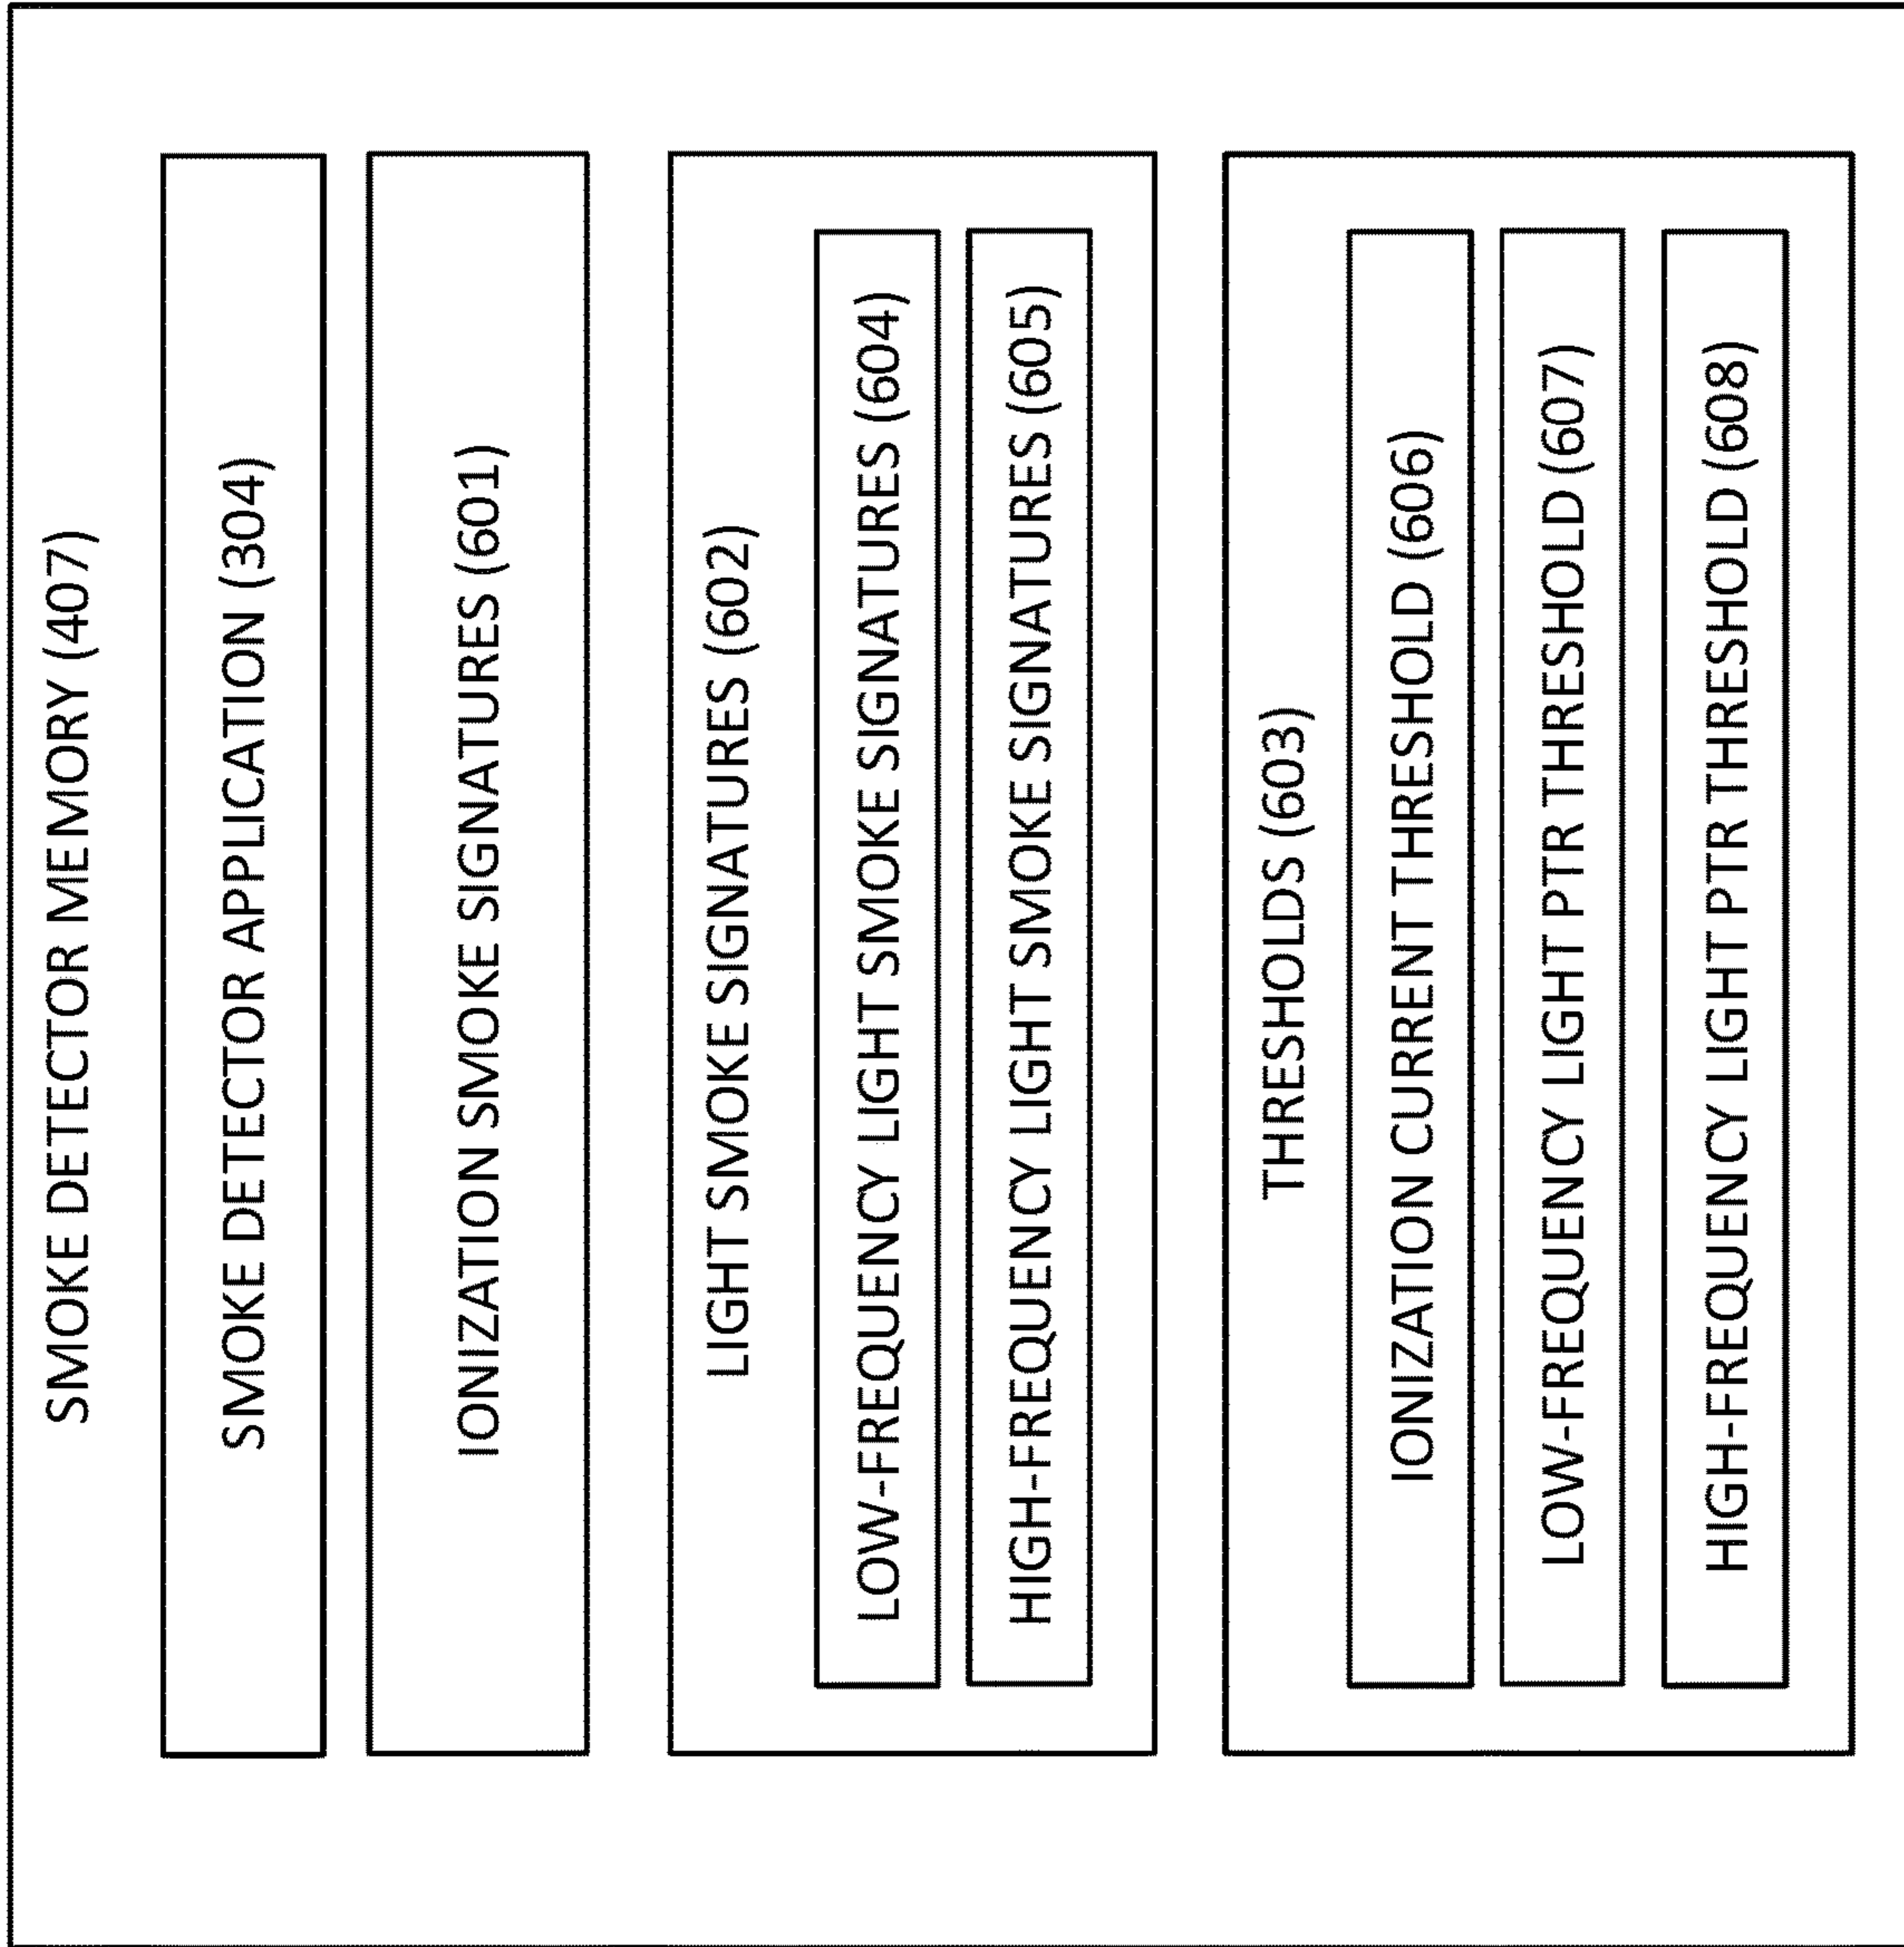 SMOKE DETECTOR MEMORY (407)
SMOKE DETECTOR APPLICATION (304)
IONIZATION SMOKE SIGNATURES (601)
LIGHT SMOKE SIGNATURES (602)
LOW-FREQUENCY LIGHT SMOKE SIGNATURES (604)
HIGH-FREQUENCY LIGHT SMOKE SIGNATURES (605)
THRESHOLDS (603)
IONIZATION CURRENT THRESHOLD (606)
LOW-FREQUENCY LIGHT PTR THRESHOLD (607)
HIGH-FREQUENCY LIGHT PTR THRESHOLD (608)